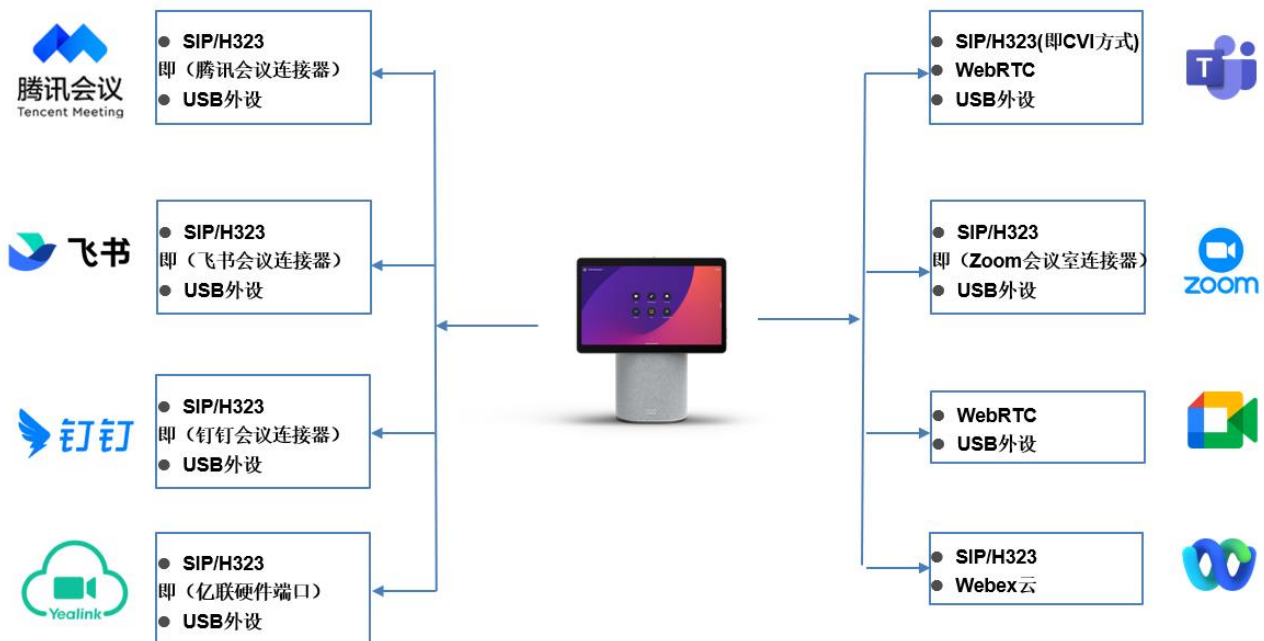 腾讯会议
Tencent Meeting
SIP/H323
即（腾讯会议连接器）
USB外设
飞书
SIP/H323
即（飞书会议连接器）
USB外设
钉钉
SIP/H323
即（钉钉会议连接器）
USB外设
Yealink
SIP/H323
即（亿联硬件端口）
USB外设
SIP/H323(即CVI方式)
WebRTC
USB外设
T
SIP/H323
即（Zoom会议室连接器）
USB外设
zoom
WebRTC
USB外设
SIP/H323
Webex云